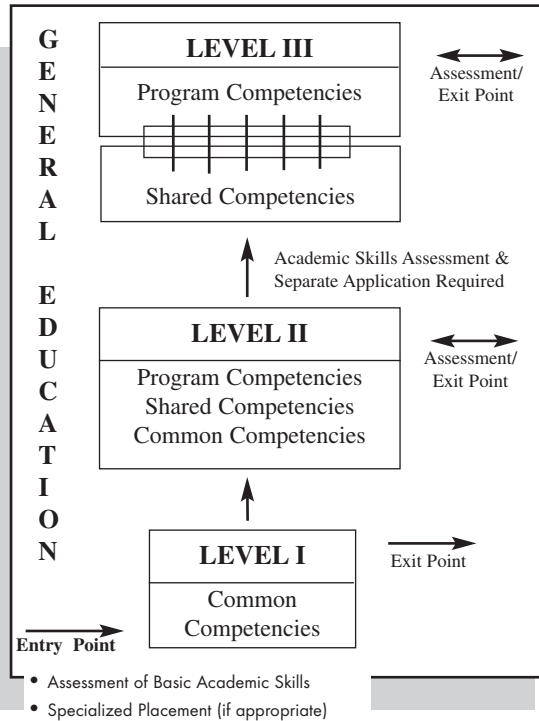 GENERAL EDUCATION
LEVEL III
Program Competencies
Shared Competencies
Assessment/
Exit Point
Academic Skills Assessment &
Separate Application Required
LEVEL II
Program Competencies
Shared Competencies
Common Competencies
Assessment/
Exit Point
LEVEL I
Common
Competencies
Exit Point
Entry Point
• Assessment of Basic Academic Skills
• Specialized Placement (if appropriate)